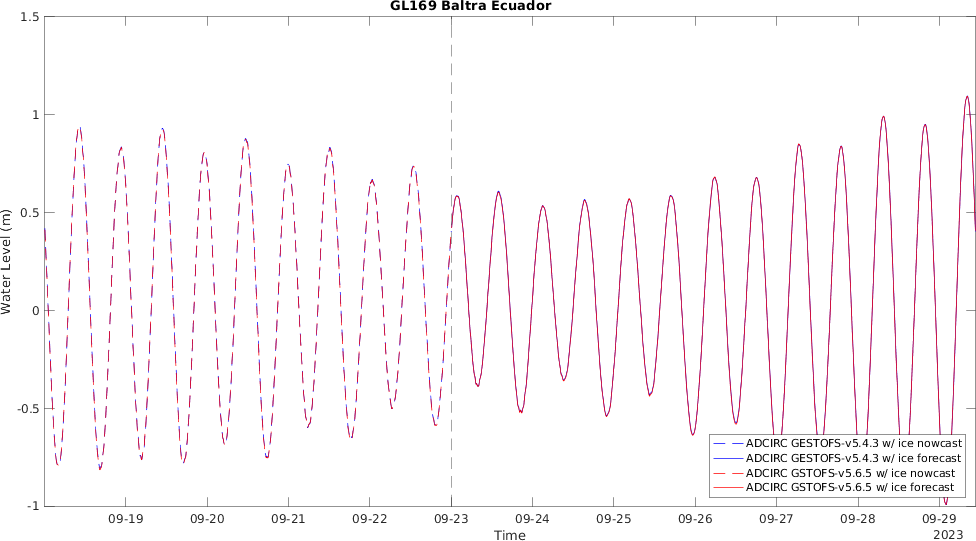 GL169 Baltra Ecuador
1.5
1
0.5
0
-0.5
-1
Water Level (m)
ADCIRC GESTOFS-v5.4.3 w/ ice nowcast
ADCIRC GESTOFS-v5.4.3 w/ ice forecast
ADCIRC GSTOFS-v5.6.5 w/ ice nowcast
ADCIRC GSTOFS-v5.6.5 w/ ice forecast
09-19 09-20 09-21 09-22 09-23 09-24 09-25 09-26 09-27 09-28 09-29
Time
2023